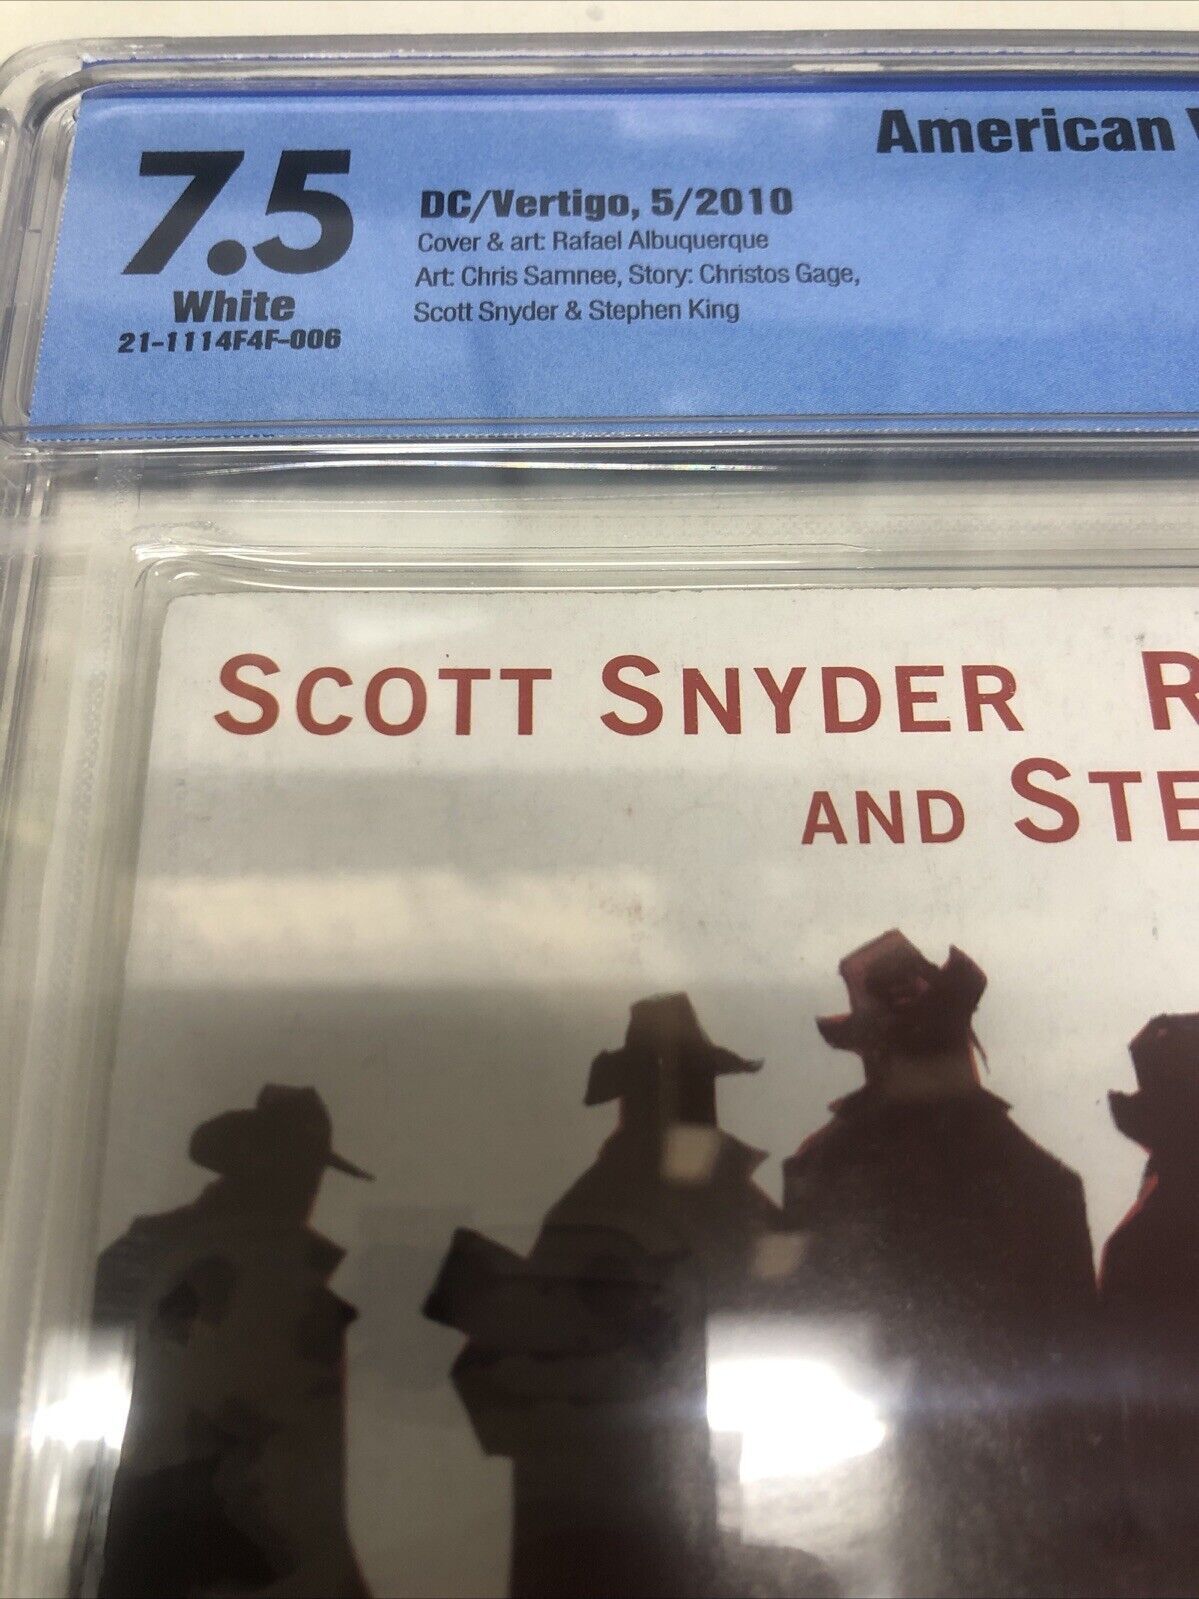 7.5
White
21-1114F4F-006
American
DC/Vertigo, 5/2010
Cover & art: Rafael Albuquerque
Art: Chris Samnee, Story: Christos Gage,
Scott Snyder & Stephen King
SCOTT SNYDER R
AND STE